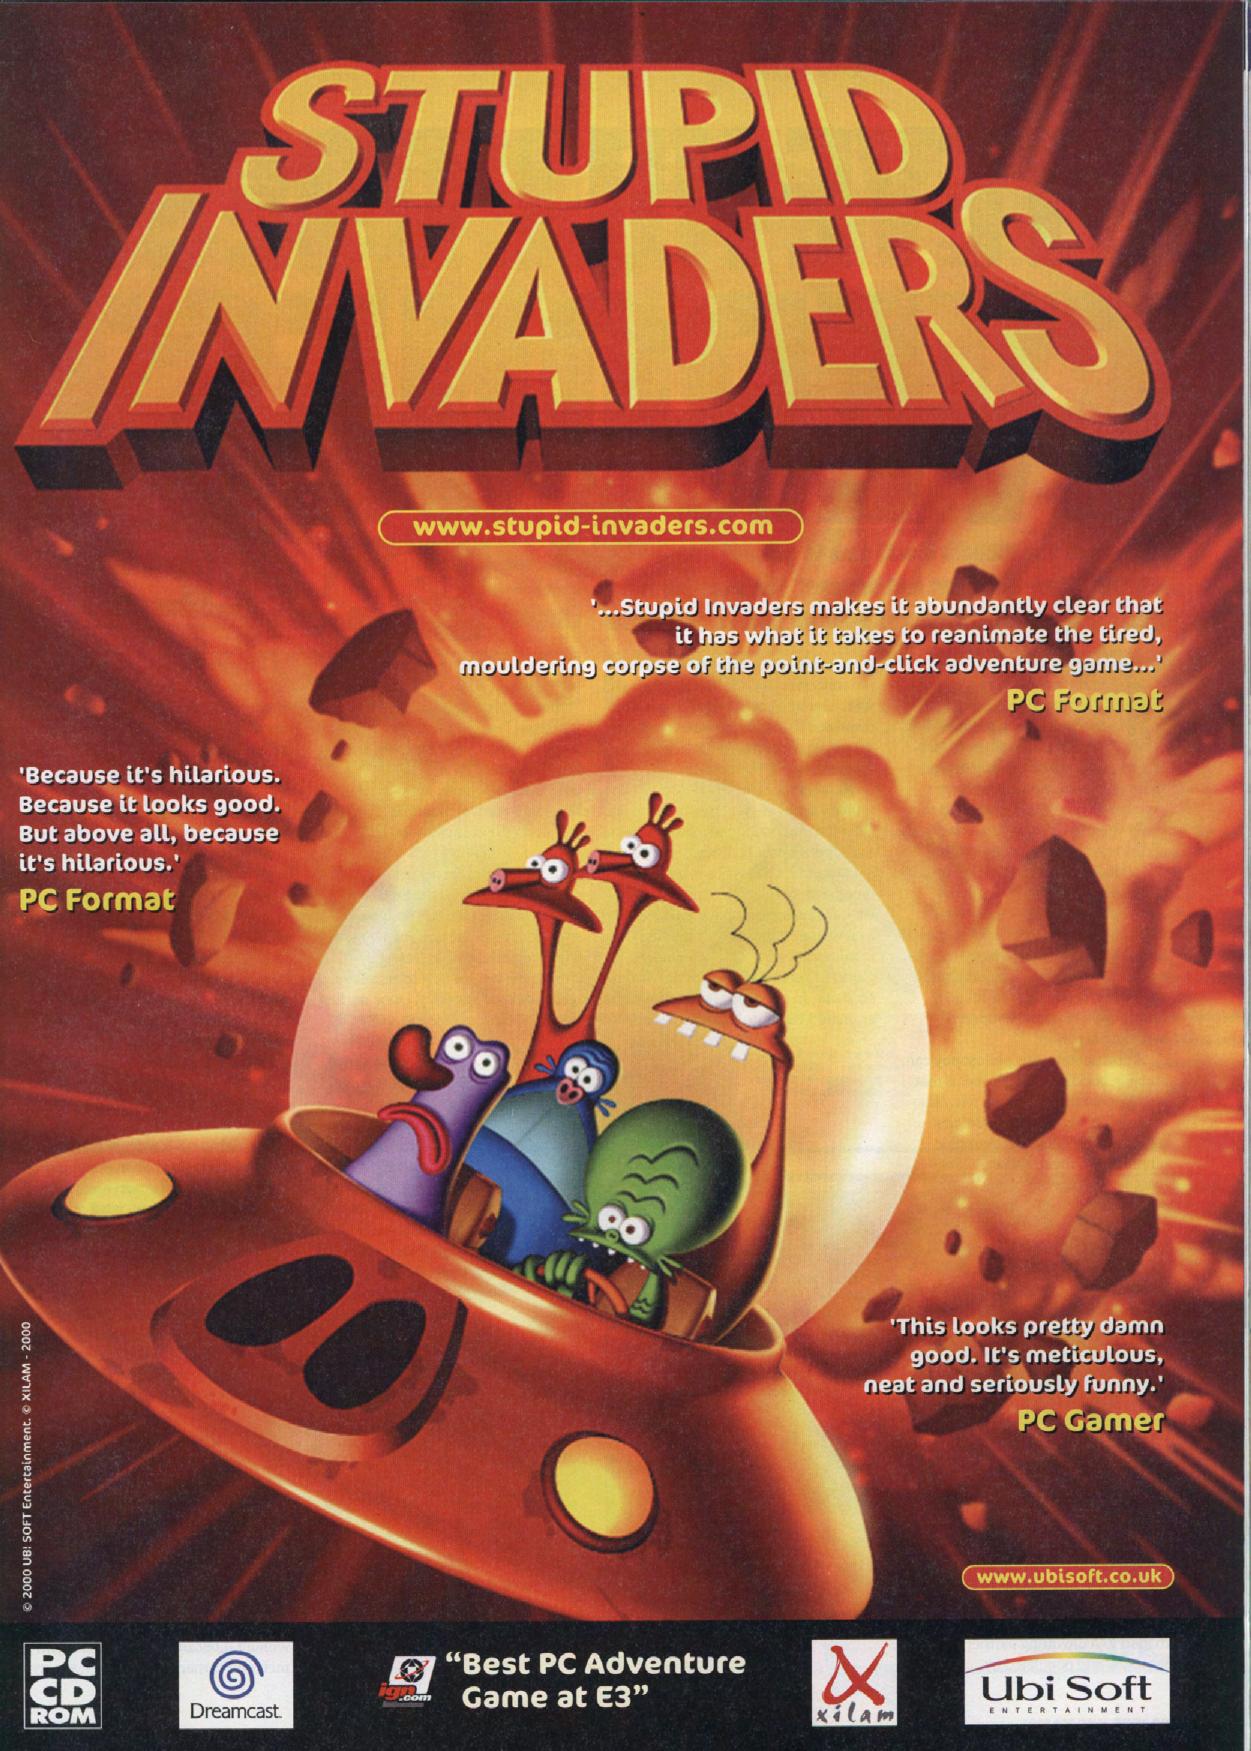 STUPID
INVADERS
www.stupid-invaders.com
'...Stupid Invaders makes it abundantly clear that
it has what it takes to reanimate the tired,
mouldering corpse of the point-and-click adventure game...'
PC Format
'Because it's hilarious.
Because it looks good.
But above all, because
it's hilarious.'
PC Format
'This looks pretty damn
good. It's meticulous,
neat and seriously funny.'
PC Gamer
© 2000 UBI SOFT Entertainment. © XILAM - 2000
www.ubisoft.co.uk
PC
CD
ROM
Dreamcast.
ign
.com
"Best PC Adventure
Game at E3"
xilam
Ubi Soft
ENTERTAINMENT